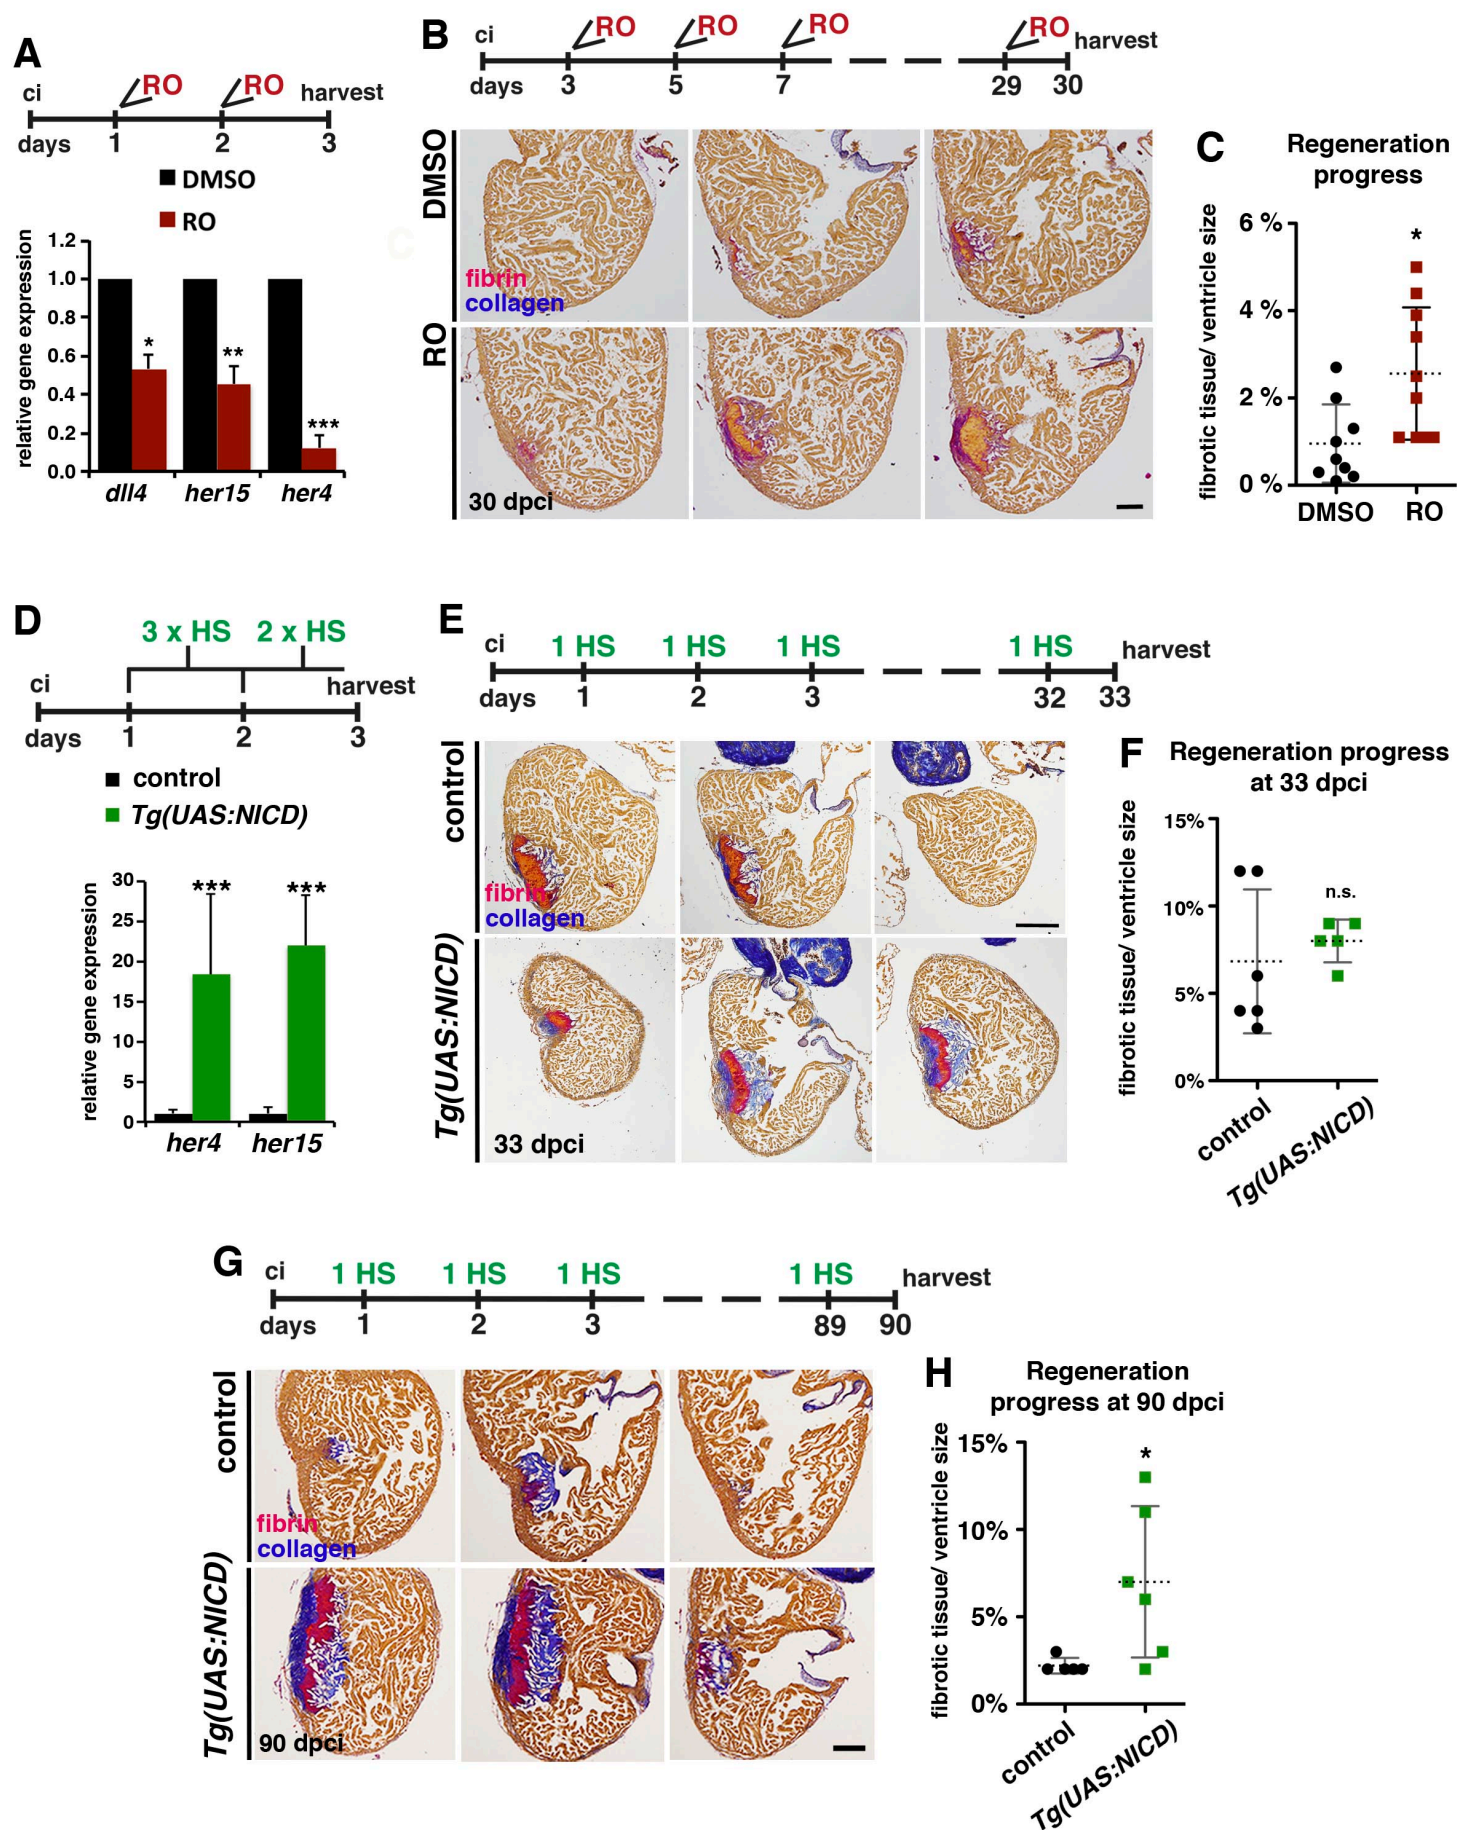 A
ci
RO
RO
harvest
days
1
2
3
DMSO
RO
relative gene expression
1.2
1.0
0.8
0.6
0.4
0.2
0.0
*
**
***
dll4
her15
her4
B
ci
RO
RO
RO
RO
harvest
days
3
5
7
29
30
DMSO
fibrin
collagen
RO
30 dpci
C
C
Regeneration
progress
fibrotic tissue/ ventricle size
6 %
4 %
2 %
0 %
*
DMSO
RO
D
3 x HS
2 x HS
ci
harvest
days
1
2
3
control
Tg(UAS:NICD)
relative gene expression
30
25
20
15
10
5
0
***
***
her4
her15
E
ci
1 HS
1 HS
1 HS
1 HS
harvest
days
1
2
3
32
33
control
fibrin
collagen
Tg(UAS:NICD)
33 dpci
F
Regeneration progress
at 33 dpci
fibrotic tissue/ ventricle size
15%
10%
5%
0%
n.s.
control
Tg(UAS:NICD)
G
ci
1 HS
1 HS
1 HS
1 HS
harvest
days
1
2
3
89
90
control
fibrin
collagen
Tg(UAS:NICD)
90 dpci
H
Regeneration
progress at 90 dpci
fibrotic tissue/ ventricle size
15%
10%
5%
0%
*
control
Tg(UAS:NICD)